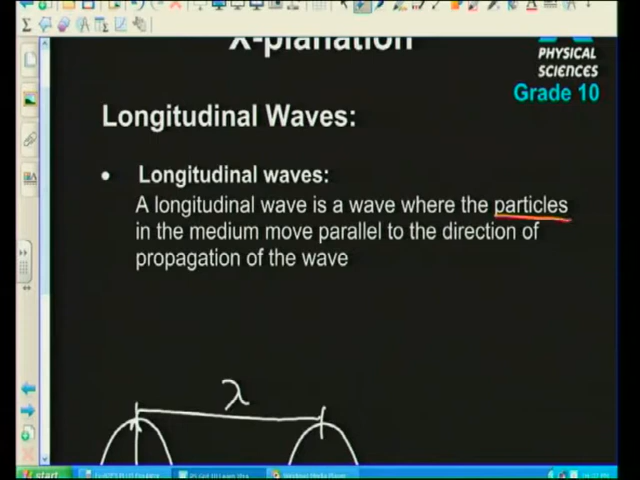 X-planation
PHYSICAL
SCIENCES
Grade 10
Longitudinal Waves:
• Longitudinal waves:
A longitudinal wave is a wave where the particles
in the medium move parallel to the direction of
propagation of the wave
λ
start